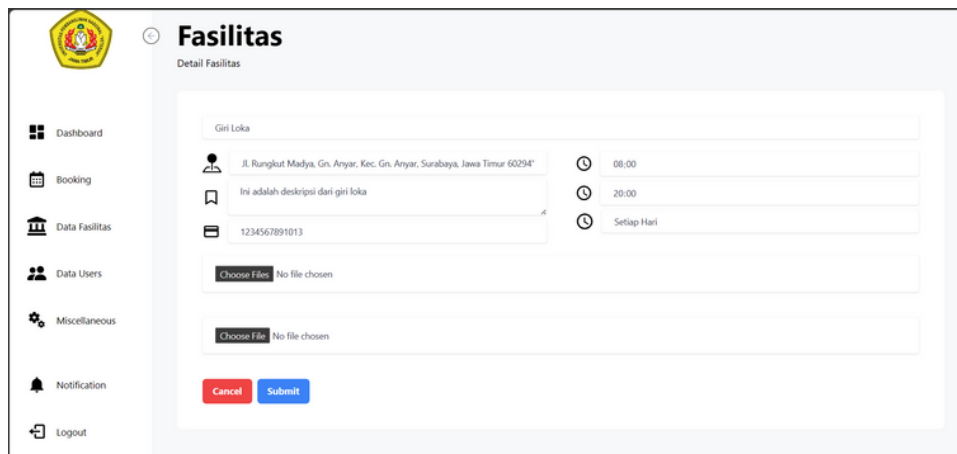 Fasilitas
Detail Fasilitas
Dashboard
Booking
Data Fasilitas
Data Users
Miscellaneous
Notification
Logout
Giri Loka
Jl. Rungkut Madya, Gn. Anyar, Kec. Gn. Anyar, Surabaya, Jawa Timur 60294"
Ini adalah deskripsi dari giri loka
1234567891013
08;00
20:00
Setiap Hari
Choose Files No file chosen
Choose File No file chosen
Cancel
Submit
JAWA TIMUR